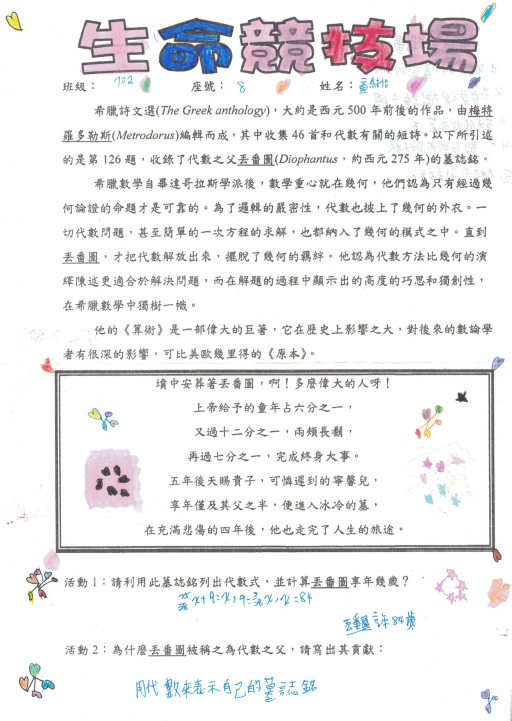 生命競技場
班級： 702 座號： 8 姓名：
希臘詩文選(The Greek anthology)，大約是西元 500 年前後的作品，由梅特
羅多勒斯(Metrodorus)編輯而成，其中收集 46 首和代數有關的短詩。以下所引述
的是第 126 題，收錄了代數之父丟番圖(Diophantus，約西元 275 年)的墓誌銘。
希臘數學自畢達哥拉斯學派後，數學重心就在幾何，他們認為只有經過幾
何論證的命題才是可靠的。為了邏輯的嚴密性，代數也披上了幾何的外衣。一
切代數問題，甚至簡單的一次方程的求解，也都納入了幾何的模式之中。直到
丟番圖，才把代數解放出來，擺脫了幾何的羈絆。他認為代數方法比幾何的演
繹陳述更適合於解決問題，而在解題的過程中顯示出的高度的巧思和獨創性，
在希臘數學中獨樹一幟。
他的《算術》是一部偉大的巨著，它在歷史上影響之大，對後來的數論學
者有很深的影響，可比美歐幾里得的《原本》。
墳中安葬著丟番圖，啊！多麼偉大的人呀！
上帝給予的童年占六分之一，
又過十二分之一，兩頰長鬍，
再過七分之一，完成終身大事。
五年後天賜貴子，可憐遲到的寧馨兒，
享年僅及其父之半，便進入冰冷的墓，
在充滿悲傷的四年後，他也走完了人生的旅途。
活動 1：請利用此墓誌銘列出代數式，並計算丟番圖享年幾歲？
x+9=x, 9=3/28x, x=84
丟番圖享年84歲
活動 2：為什麼丟番圖被稱之為代數之父，請寫出其貢獻：
用代數來表示自己的墓誌銘